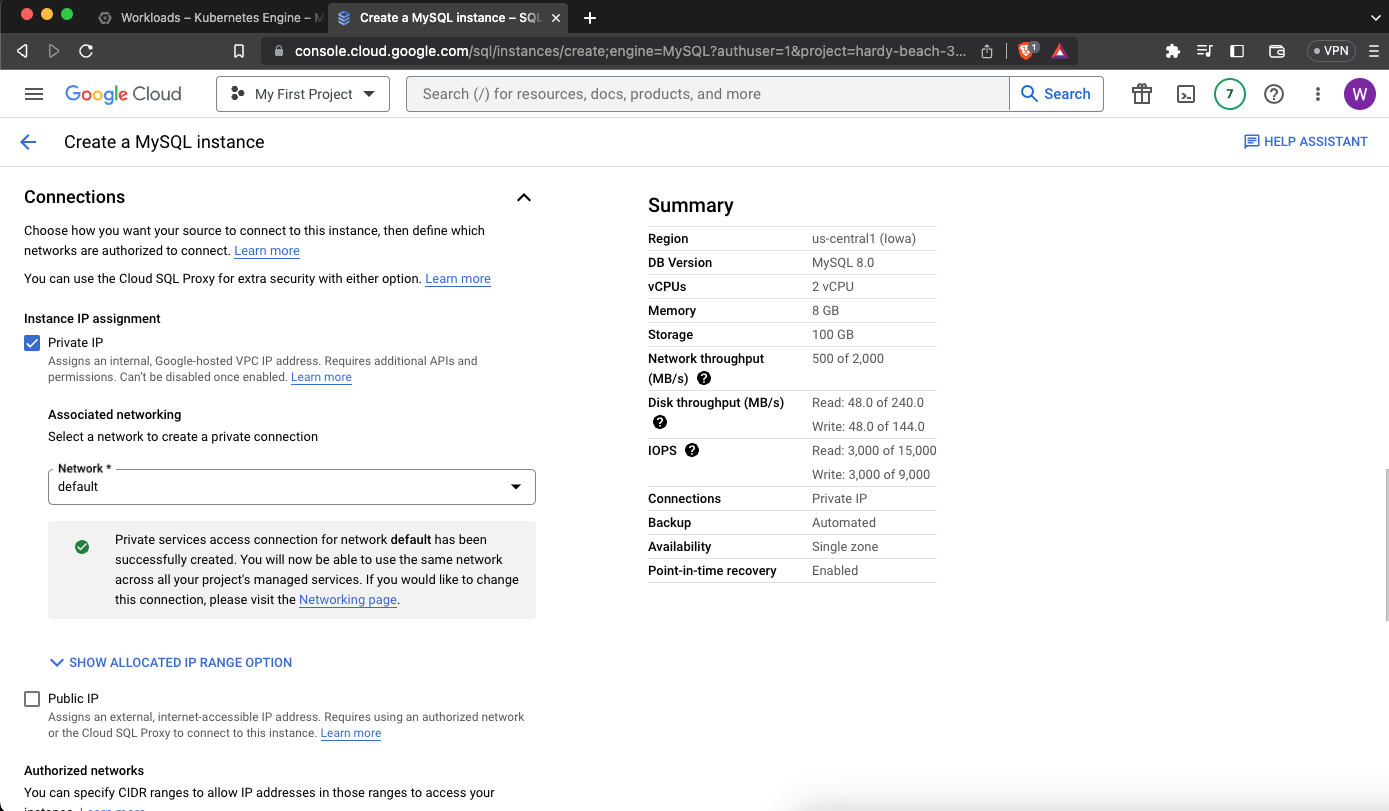 Workloads – Kubernetes Engine –
Create a MySQL instance – SQL
console.cloud.google.com/sql/instances/create;engine=MySQL?authuser=1&project=hardy-beach-3...
1
VPN
Google Cloud
My First Project
Search (/) for resources, docs, products, and more
Search
7
W
Create a MySQL instance
HELP ASSISTANT
Connections
Choose how you want your source to connect to this instance, then define which
networks are authorized to connect. Learn more
You can use the Cloud SQL Proxy for extra security with either option. Learn more
Instance IP assignment
Private IP
Assigns an internal, Google-hosted VPC IP address. Requires additional APIs and
permissions. Can't be disabled once enabled. Learn more
Associated networking
Select a network to create a private connection
Network *
default
Private services access connection for network default has been
successfully created. You will now be able to use the same network
across all your project's managed services. If you would like to change
this connection, please visit the Networking page.
SHOW ALLOCATED IP RANGE OPTION
Public IP
Assigns an external, internet-accessible IP address. Requires using an authorized network
or the Cloud SQL Proxy to connect to this instance. Learn more
Authorized networks
You can specify CIDR ranges to allow IP addresses in those ranges to access your
instance. Learn more
Summary
Region us-central1 (Iowa)
DB Version MySQL 8.0
vCPUs 2 vCPU
Memory 8 GB
Storage 100 GB
Network throughput 500 of 2,000
(MB/s)
Disk throughput (MB/s) Read: 48.0 of 240.0
Write: 48.0 of 144.0
IOPS Read: 3,000 of 15,000
Write: 3,000 of 9,000
Connections Private IP
Backup Automated
Availability Single zone
Point-in-time recovery Enabled